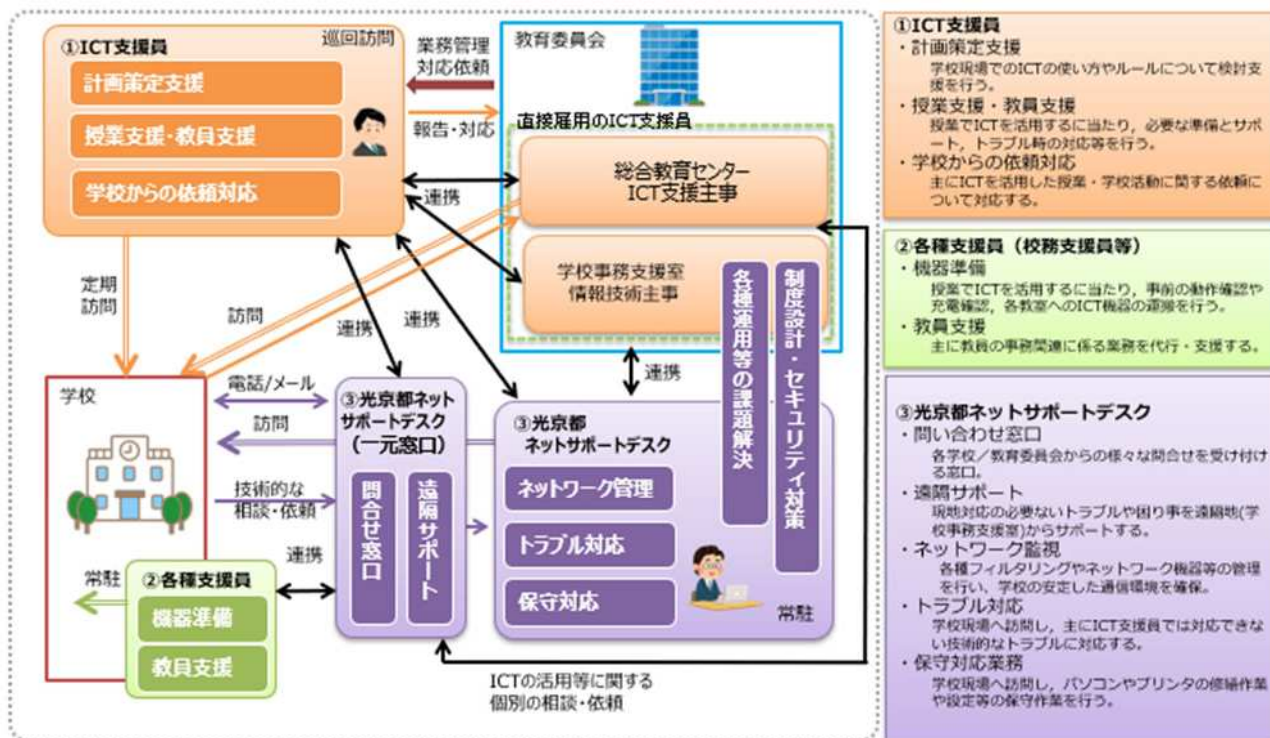 ①ICT支援員
巡回訪問
計画策定支援
授業支援・教員支援
学校からの依頼対応
業務管理
対応依頼
報告・対応
教育委員会
直接雇用のICT支援員
総合教育センター
ICT支援主事
学校事務支援室
情報技術主事
連携
定期
訪問
訪問
連携
連携
連携
各種運用等の課題解決
制度設計・セキュリティ対策
学校
電話/メール
訪問
技術的な
相談・依頼
連携
常駐
②各種支援員
機器準備
教員支援
③光京都ネット
サポートデスク
(一元窓口)
問合せ窓口
遠隔サポート
③光京都
ネットサポートデスク
ネットワーク管理
トラブル対応
保守対応
常駐
ICTの活用等に関する
個別の相談・依頼
①ICT支援員
・計画策定支援
学校現場でのICTの使い方やルールについて検討支
援を行う。
・授業支援・教員支援
授業でICTを活用するに当たり，必要な準備とサポ
ート，トラブル時の対応等を行う。
・学校からの依頼対応
主にICTを活用した授業・学校活動に関する依頼に
ついて対応する。
②各種支援員（校務支援員等）
・機器準備
授業でICTを活用するに当たり，事前の動作確認や
充電確認，各教室へのICT機器の運搬を行う。
・教員支援
主に教員の事務関連に係る業務を代行・支援する。
③光京都ネットサポートデスク
・問い合わせ窓口
各学校／教育委員会からの様々な問合せを受け付け
る窓口。
・遠隔サポート
現地対応の必要ないトラブルや困り事を遠隔地(学
校事務支援室)からサポートする。
・ネットワーク監視
各種フィルタリングやネットワーク機器等の管理
を行い、学校の安定した通信環境を確保。
・トラブル対応
学校現場へ訪問し，主にICT支援員では対応できな
い技術的なトラブルに対応する。
・保守対応業務
学校現場へ訪問し，パソコンやプリンタの修繕作業
や設定等の保守作業を行う。